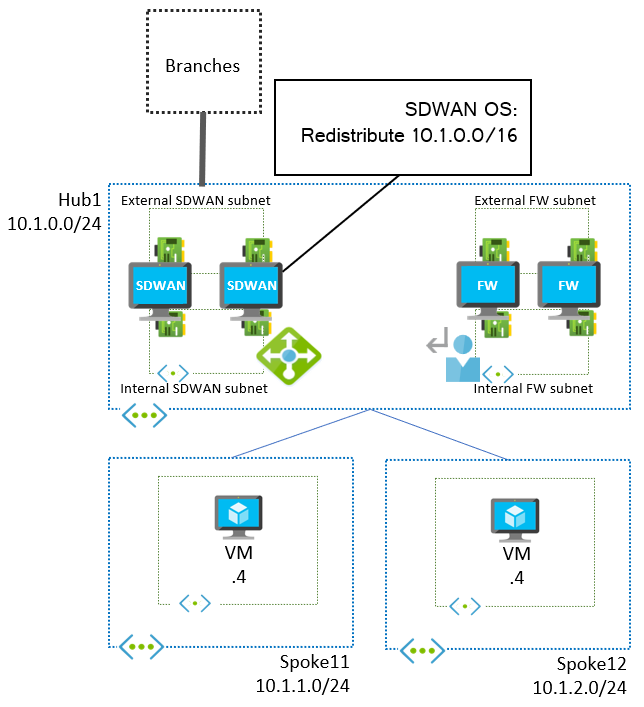 Branches
SDWAN OS:
Redistribute 10.1.0.0/16
Hub1
10.1.0.0/24
External SDWAN subnet
External FW subnet
SDWAN
SDWAN
FW
FW
Internal SDWAN subnet
Internal FW subnet
VM
.4
VM
.4
Spoke11
10.1.1.0/24
Spoke12
10.1.2.0/24